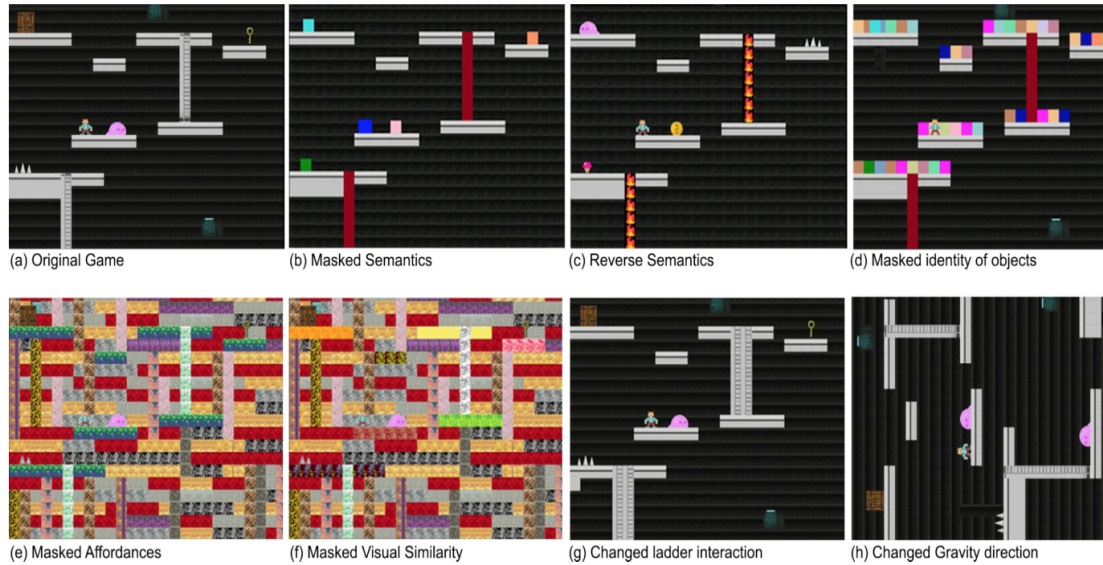 (a) Original Game
(b) Masked Semantics
(c) Reverse Semantics
(d) Masked identity of objects
(e) Masked Affordances
(f) Masked Visual Similarity
(g) Changed ladder interaction
(h) Changed Gravity direction